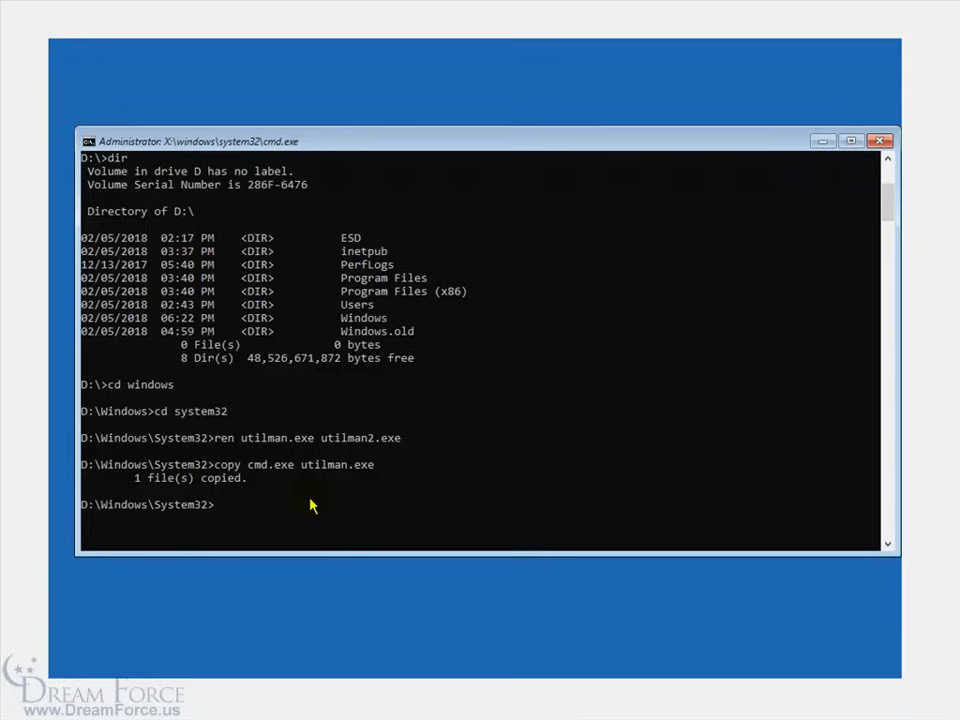 Administrator: X:\windows\system32\cmd.exe
D:\>dir
Volume in drive D has no label.
Volume Serial Number is 286F-6476
Directory of D:\
02/05/2018 02:17 PM <DIR> ESD
02/05/2018 03:37 PM <DIR> inetpub
12/13/2017 05:40 PM <DIR> PerfLogs
02/05/2018 03:40 PM <DIR> Program Files
02/05/2018 03:40 PM <DIR> Program Files (x86)
02/05/2018 02:43 PM <DIR> Users
02/05/2018 06:22 PM <DIR> Windows
02/05/2018 04:59 PM <DIR> Windows.old
0 File(s) 0 bytes
8 Dir(s) 48,526,671,872 bytes free
D:\>cd windows
D:\Windows>cd system32
D:\Windows\System32>ren utilman.exe utilman2.exe
D:\Windows\System32>copy cmd.exe utilman.exe
1 file(s) copied.
D:\Windows\System32>
DREAM FORCE
www.DreamForce.us